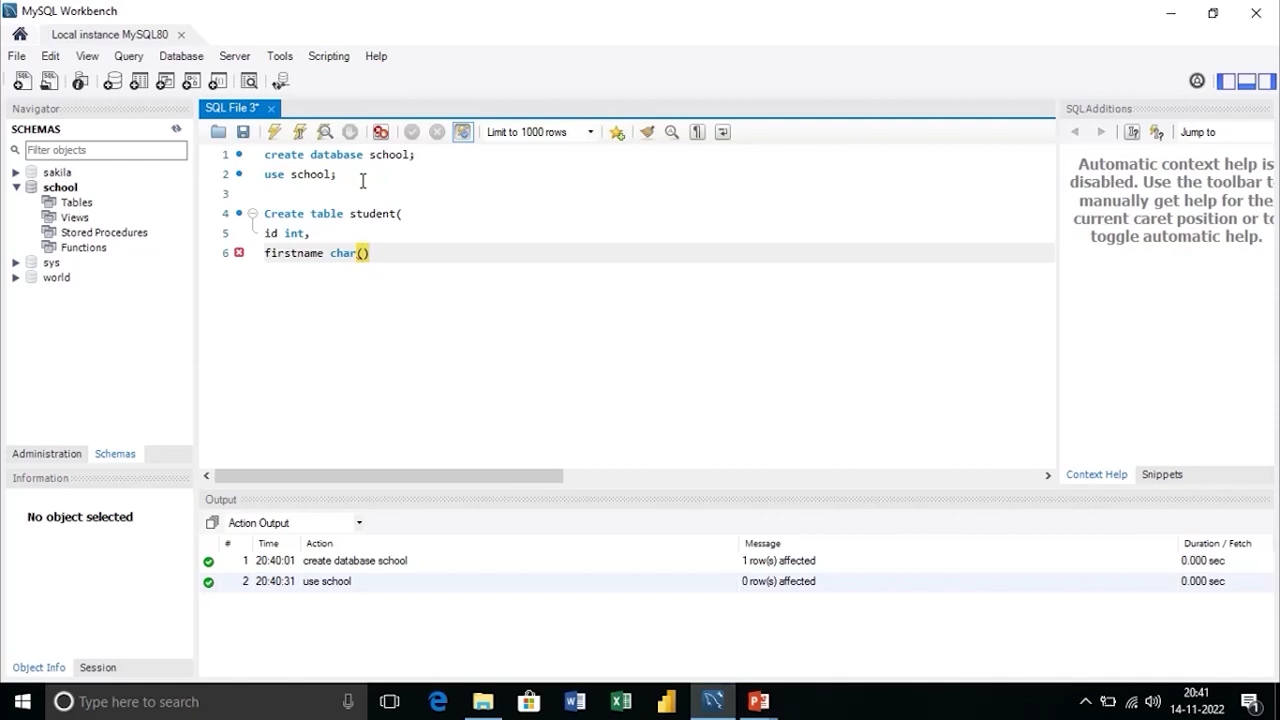 MySQL Workbench
Local instance MySQL80
File Edit View Query Database Server Tools Scripting Help
Navigator
SCHEMAS
Filter objects
sakila
school
Tables
Views
Stored Procedures
Functions
sys
world
Administration Schemas
Information
No object selected
Object Info Session
SQL File 3*
Limit to 1000 rows
1 create database school;
2 use school;
3
4 Create table student(
5 id int,
6 firstname char()
SQLAdditions
Jump to
Automatic context help is
disabled. Use the toolbar to
manually get help for the
current caret position or to
toggle automatic help.
Context Help Snippets
Output
Action Output
# Time Action Message Duration / Fetch
1 20:40:01 create database school 1 row(s) affected 0.000 sec
2 20:40:31 use school 0 row(s) affected 0.000 sec
Type here to search
20:41
14-11-2022